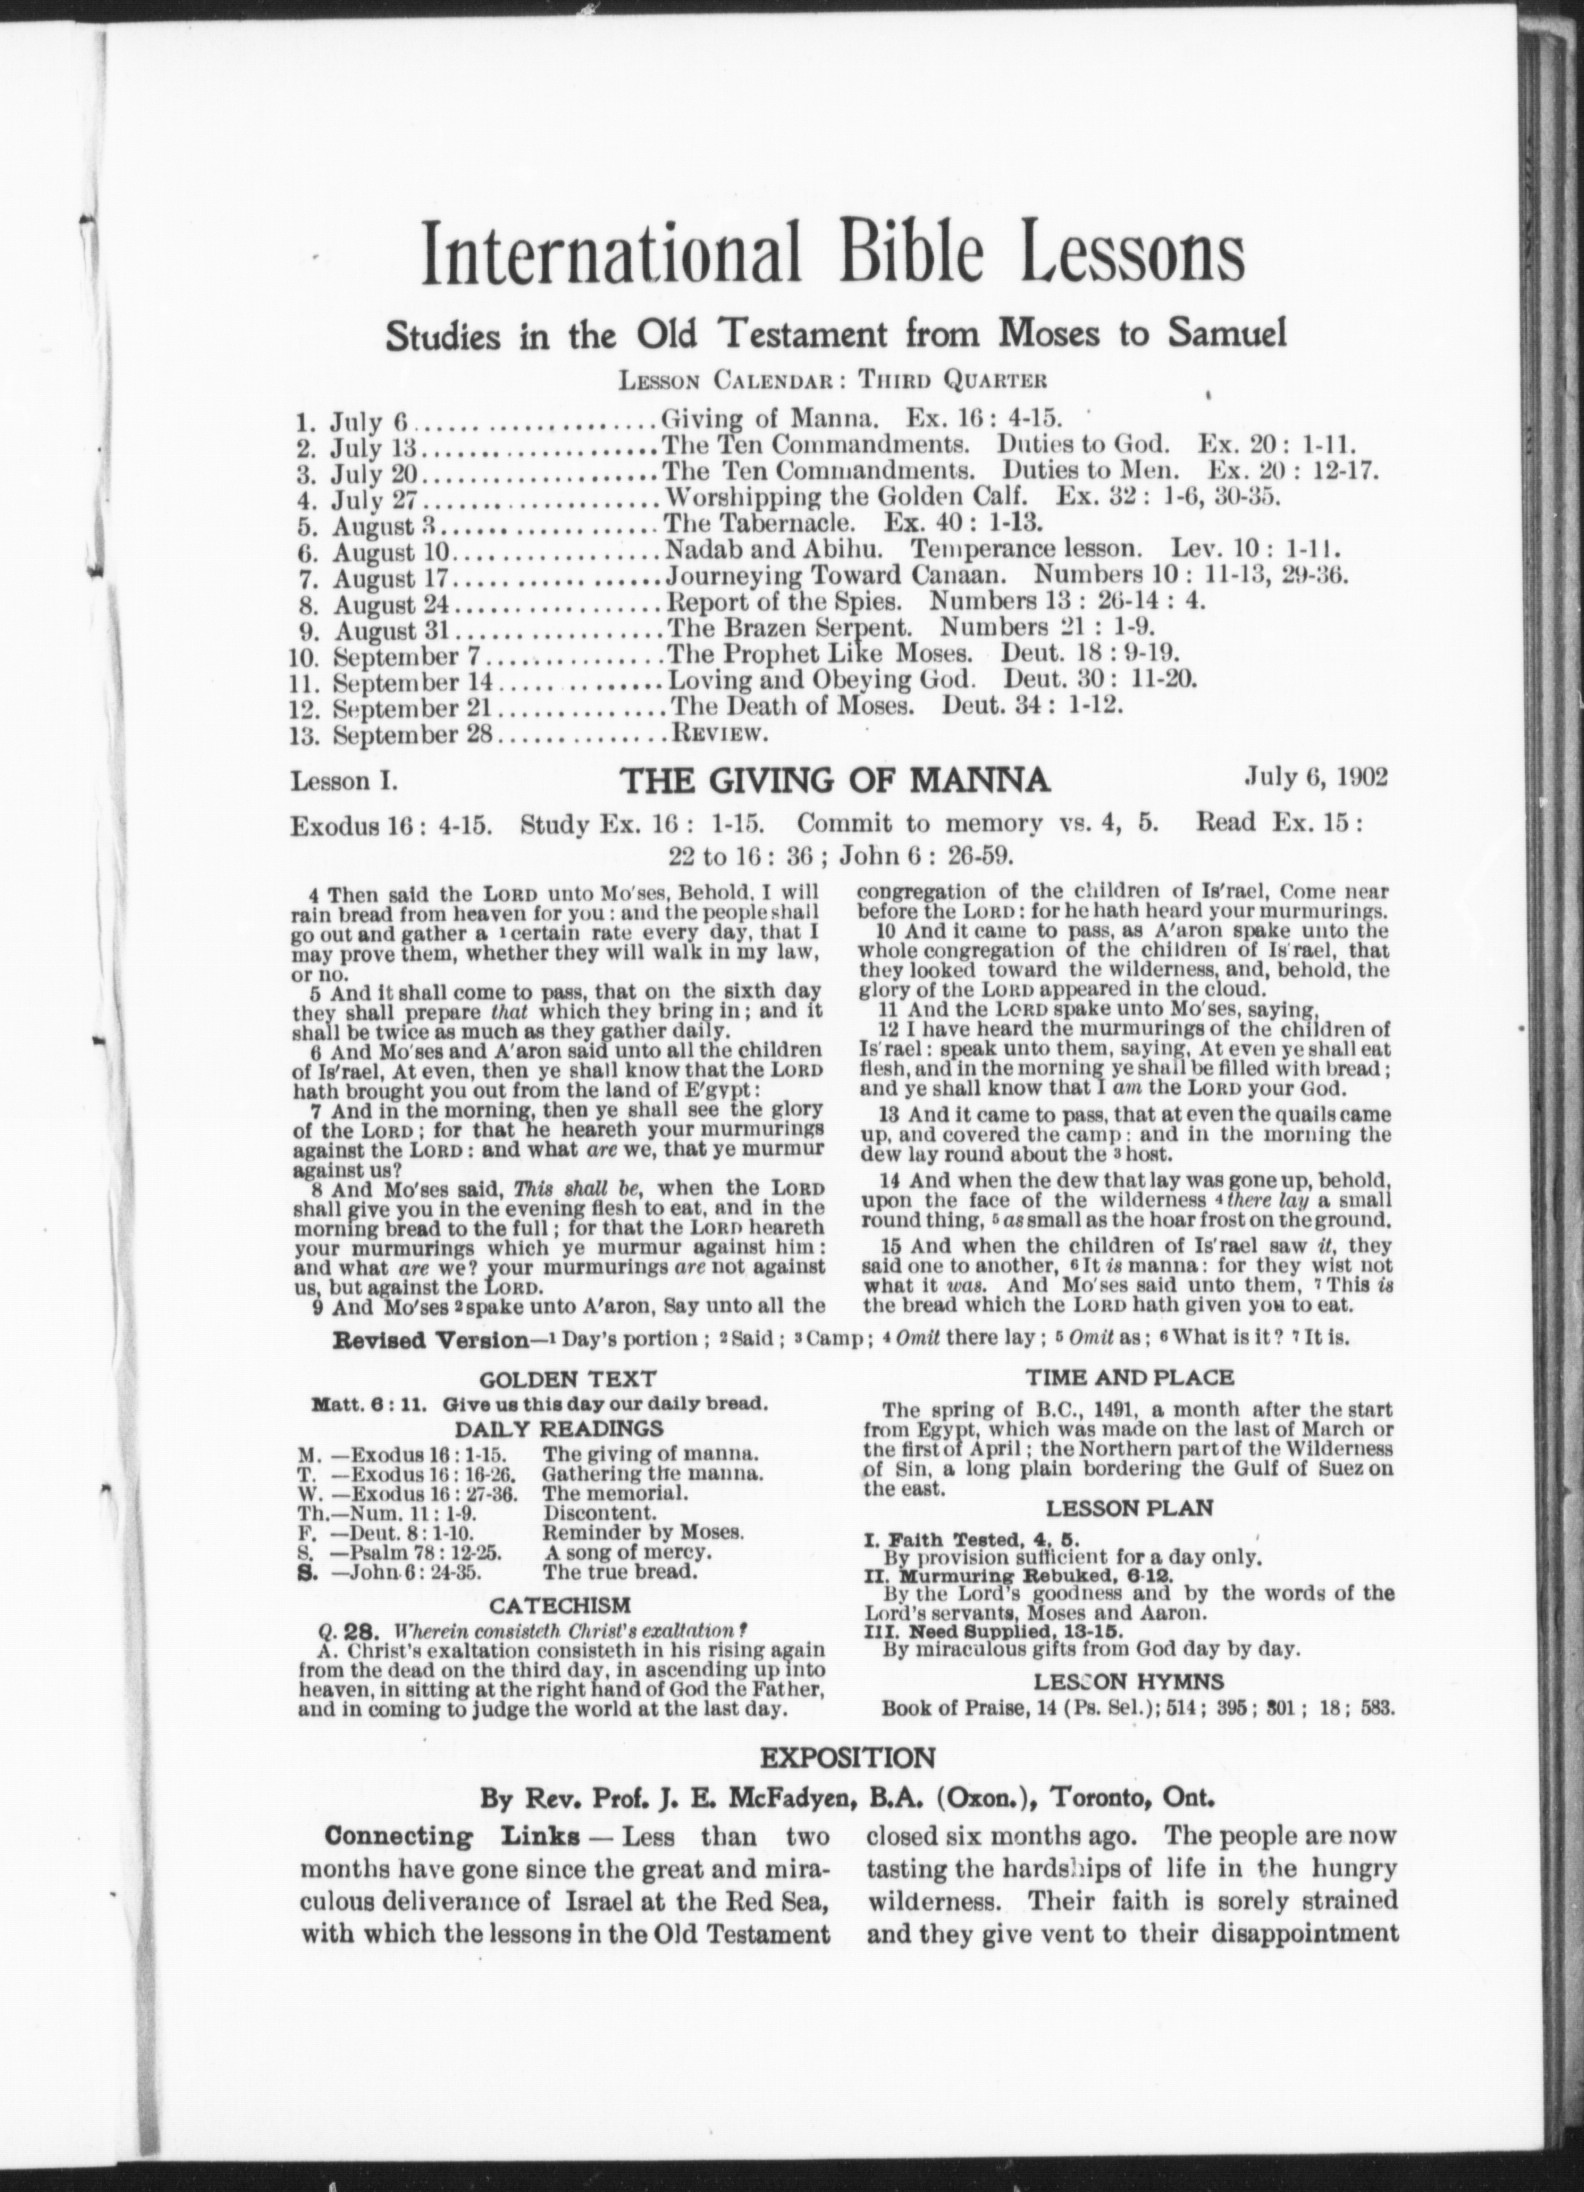 International Bible Lessons
Studies in the Old Testament from Moses to Samuel
LESSON CALENDAR: THIRD QUARTER
1. July 6.....................Giving of Manna. Ex. 16: 4-15.
2. July 13....................The Ten Commandments. Duties to God. Ex. 20: 1-11.
3. July 20....................The Ten Commandments. Duties to Men. Ex. 20: 12-17.
4. July 27....................Worshipping the Golden Calf. Ex. 32: 1-6, 30-35.
5. August 3..................The Tabernacle. Ex. 40: 1-13.
6. August 10.................Nadab and Abihu. Temperance lesson. Lev. 10: 1-11.
7. August 17.................Journeying Toward Canaan. Numbers 10: 11-13, 29-36.
8. August 24.................Report of the Spies. Numbers 13: 26-14: 4.
9. August 31.................The Brazen Serpent. Numbers 21: 1-9.
10. September 7...............The Prophet Like Moses. Deut. 18: 9-19.
11. September 14..............Loving and Obeying God. Deut. 30: 11-20.
12. September 21..............The Death of Moses. Deut. 34: 1-12.
13. September 28..............REVIEW.
Lesson I. THE GIVING OF MANNA July 6, 1902
Exodus 16: 4-15. Study Ex. 16: 1-15. Commit to memory vs. 4, 5. Read Ex. 15:
22 to 16: 36; John 6: 26-59.
4 Then said the LORD unto Mo'ses, Behold, I will
rain bread from heaven for you: and the people shall
go out and gather a 1 certain rate every day, that I
may prove them, whether they will walk in my law,
or no.
5 And it shall come to pass, that on the sixth day
they shall prepare that which they bring in; and it
shall be twice as much as they gather daily.
6 And Mo'ses and A'aron said unto all the children
of Is'rael, At even, then ye shall know that the LORD
hath brought you out from the land of E'gypt:
7 And in the morning, then ye shall see the glory
of the LORD; for that he heareth your murmurings
against the LORD: and what are we, that ye murmur
against us?
8 And Mo'ses said, This shall be, when the LORD
shall give you in the evening flesh to eat, and in the
morning bread to the full; for that the LORD heareth
your murmurings which ye murmur against him:
and what are we? your murmurings are not against
us, but against the LORD.
9 And Mo'ses 2 spake unto A'aron, Say unto all the
congregation of the children of Is'rael, Come near
before the LORD: for he hath heard your murmurings.
10 And it came to pass, as A'aron spake unto the
whole congregation of the children of Is'rael, that
they looked toward the wilderness, and, behold, the
glory of the LORD appeared in the cloud.
11 And the LORD spake unto Mo'ses, saying,
12 I have heard the murmurings of the children of
Is'rael: speak unto them, saying, At even ye shall eat
flesh, and in the morning ye shall be filled with bread;
and ye shall know that I am the LORD your God.
13 And it came to pass, that at even the quails came
up, and covered the camp: and in the morning the
dew lay round about the 3 host.
14 And when the dew that lay was gone up, behold,
upon the face of the wilderness 4 there lay a small
round thing, 5 as small as the hoar frost on the ground.
15 And when the children of Is'rael saw it, they
said one to another, 6 It is manna: for they wist not
what it was. And Mo'ses said unto them, 7 This is
the bread which the LORD hath given you to eat.
Revised Version—1 Day's portion; 2 Said; 3 Camp; 4 Omit there lay; 5 Omit as; 6 What is it? 7 It is.
GOLDEN TEXT
Matt. 6: 11. Give us this day our daily bread.
DAILY READINGS
M. —Exodus 16: 1-15. The giving of manna.
T. —Exodus 16: 16-26. Gathering the manna.
W. —Exodus 16: 27-36. The memorial.
Th.—Num. 11: 1-9. Discontent.
F. —Deut. 8: 1-10. Reminder by Moses.
S. —Psalm 78: 12-25. A song of mercy.
S. —John 6: 24-35. The true bread.
CATECHISM
Q. 28. Wherein consisteth Christ's exaltation?
A. Christ's exaltation consisteth in his rising again
from the dead on the third day, in ascending up into
heaven, in sitting at the right hand of God the Father,
and in coming to judge the world at the last day.
TIME AND PLACE
The spring of B.C., 1491, a month after the start
from Egypt, which was made on the last of March or
the first of April; the Northern part of the Wilderness
of Sin, a long plain bordering the Gulf of Suez on
the east.
LESSON PLAN
I. Faith Tested, 4, 5.
By provision sufficient for a day only.
II. Murmuring Rebuked, 6-12.
By the Lord's goodness and by the words of the
Lord's servants, Moses and Aaron.
III. Need Supplied, 13-15.
By miraculous gifts from God day by day.
LESSON HYMNS
Book of Praise, 14 (Ps. Sel.); 514; 395; 301; 18; 583.
EXPOSITION
By Rev. Prof. J. E. McFadyen, B.A. (Oxon.), Toronto, Ont.
Connecting Links — Less than two
months have gone since the great and mira-
culous deliverance of Israel at the Red Sea,
with which the lessons in the Old Testament
closed six months ago. The people are now
tasting the hardships of life in the hungry
wilderness. Their faith is sorely strained
and they give vent to their disappointment